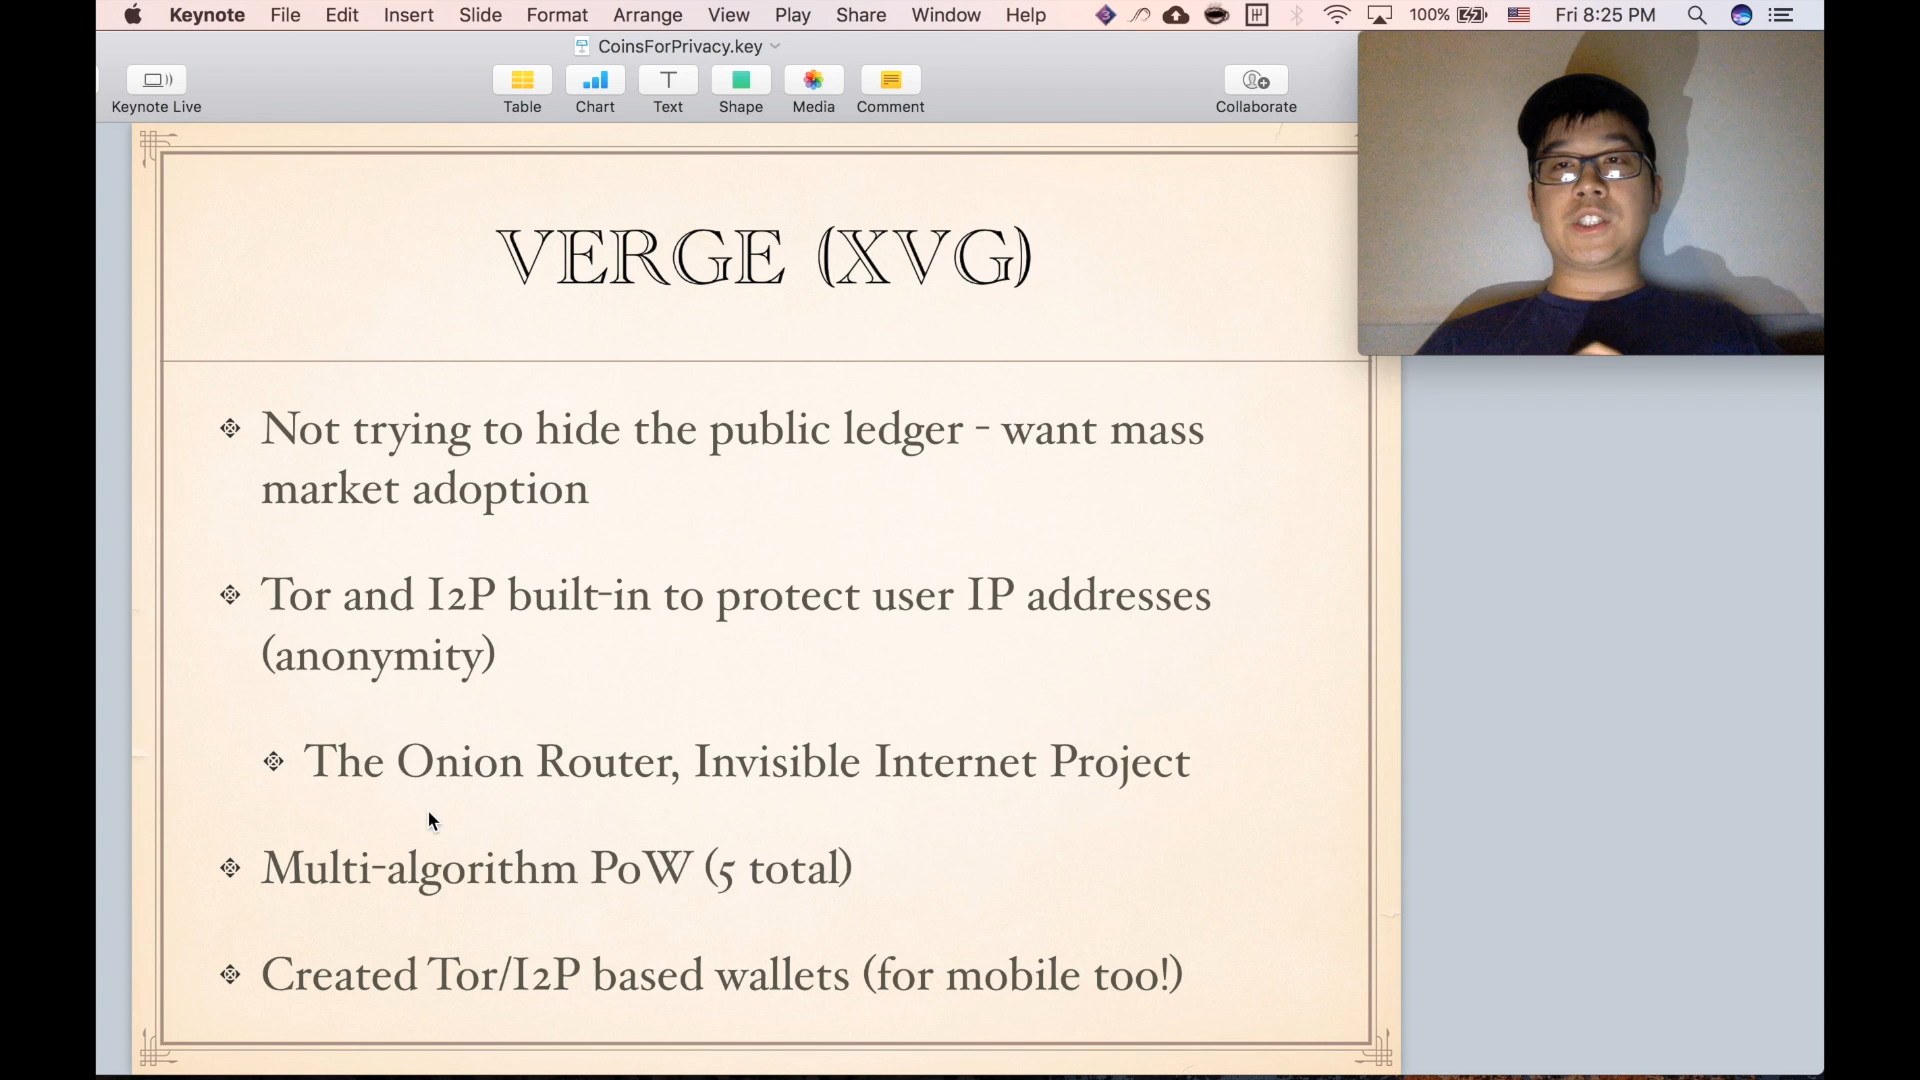 Keynote File Edit Insert Slide Format Arrange View Play Share Window Help 100% Fri 8:25 PM
CoinsForPrivacy.key
Keynote Live Table Chart Text Shape Media Comment Collaborate
VERGE (XVG)
Not trying to hide the public ledger - want mass
market adoption
Tor and I2P built-in to protect user IP addresses
(anonymity)
The Onion Router, Invisible Internet Project
Multi-algorithm PoW (5 total)
Created Tor/I2P based wallets (for mobile too!)